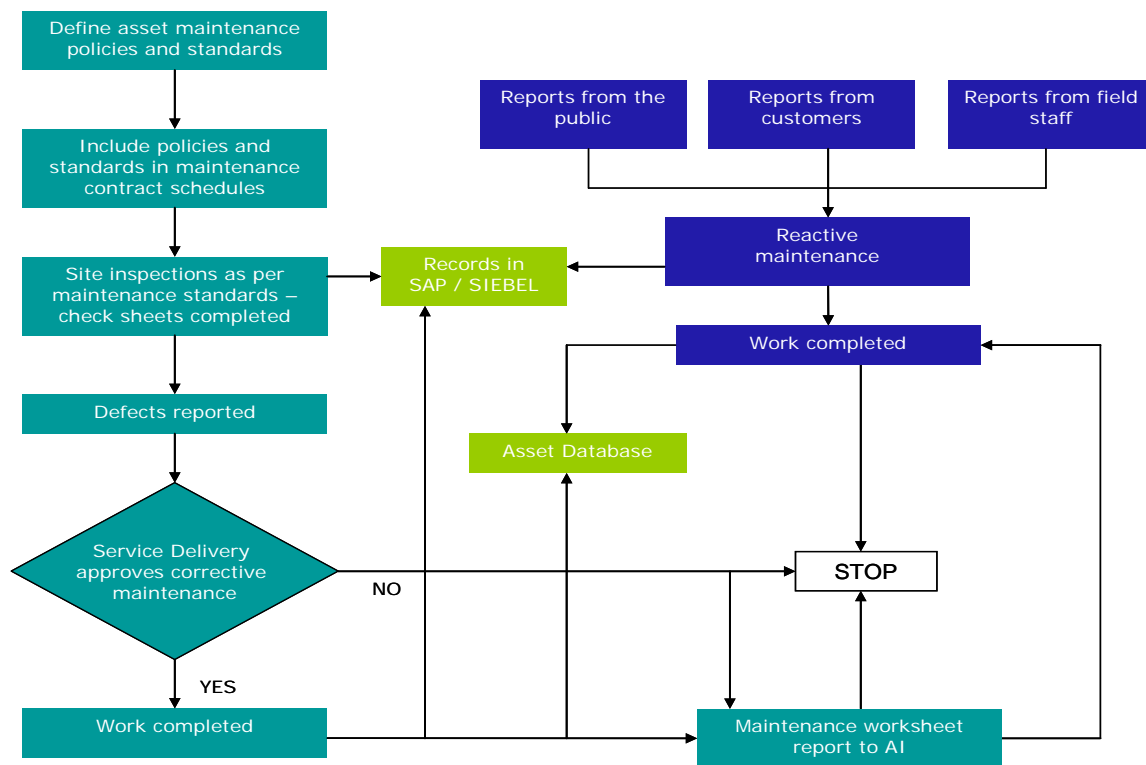 Define asset maintenance
policies and standards
Include policies and
standards in maintenance
contract schedules
Site inspections as per
maintenance standards –
check sheets completed
Defects reported
Service Delivery
approves corrective
maintenance
NO
YES
Work completed
Records in
SAP / SIEBEL
Asset Database
Reports from the
public
Reports from
customers
Reports from field
staff
Reactive
maintenance
Work completed
STOP
Maintenance worksheet
report to AI